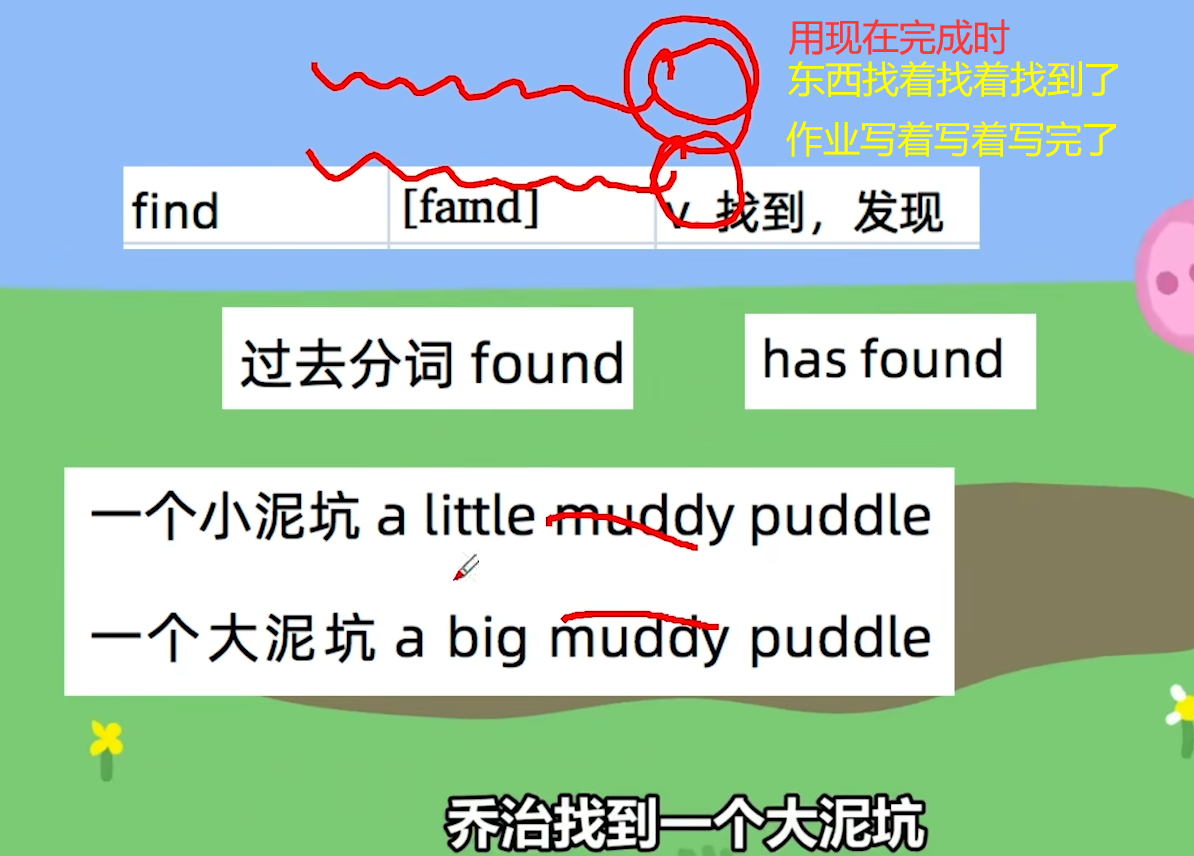 用现在完成时
东西找着找着找到了
作业写着写着写完了
find [faɪnd] v. 找到，发现
过去分词 found
has found
一个小泥坑 a little muddy puddle
一个大泥坑 a big muddy puddle
乔治找到一个大泥坑